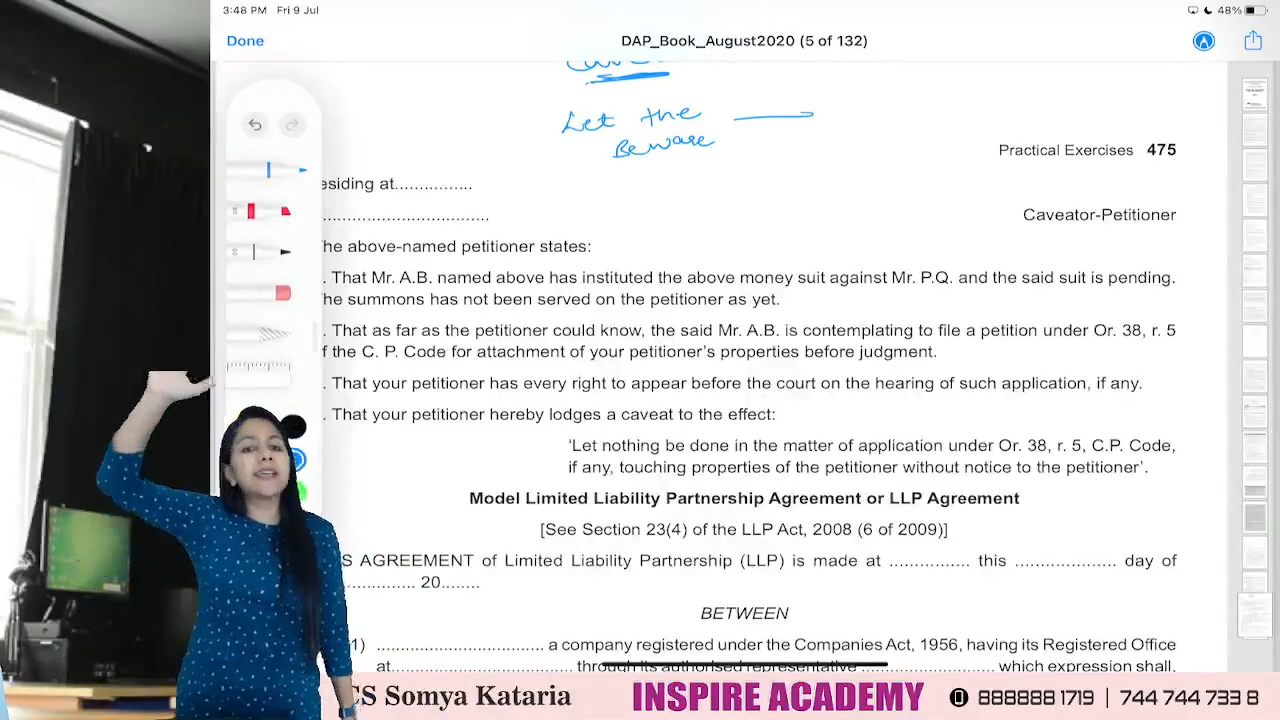 3:48 PM Fri 9 Jul
48%
Done
DAP_Book_August2020 (5 of 132)
Let the
Beware
Practical Exercises 475
esiding at...............
.................................
Caveator-Petitioner
he above-named petitioner states:
. That Mr. A.B. named above has instituted the above money suit against Mr. P.Q. and the said suit is pending.
he summons has not been served on the petitioner as yet.
. That as far as the petitioner could know, the said Mr. A.B. is contemplating to file a petition under Or. 38, r. 5
f the C. P. Code for attachment of your petitioner's properties before judgment.
. That your petitioner has every right to appear before the court on the hearing of such application, if any.
. That your petitioner hereby lodges a caveat to the effect:
'Let nothing be done in the matter of application under Or. 38, r. 5, C.P. Code,
if any, touching properties of the petitioner without notice to the petitioner'.
Model Limited Liability Partnership Agreement or LLP Agreement
[See Section 23(4) of the LLP Act, 2008 (6 of 2009)]
S AGREEMENT of Limited Liability Partnership (LLP) is made at ............... this ................... day of
............... 20........
BETWEEN
1) ............................... a company registered under the Companies Act, 1956, having its Registered Office
at................................... through its authorised representative ......................... which expression shall,
CS Somya Kataria
INSPIRE ACADEMY
888888 1719 | 744 744 733 8